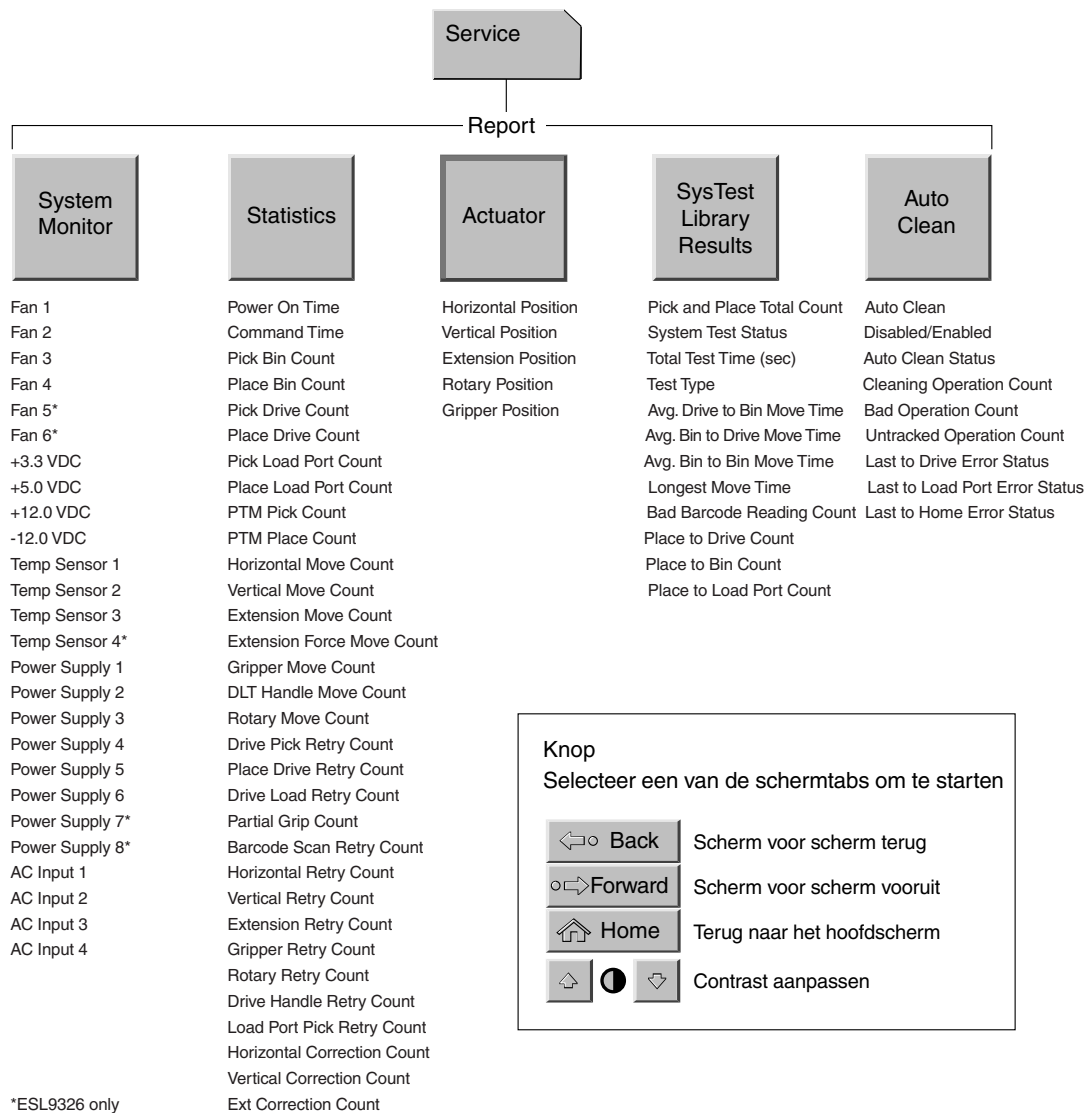 Service
Report
System
Monitor
Statistics
Actuator
SysTest
Library
Results
Auto
Clean
Fan 1
Fan 2
Fan 3
Fan 4
Fan 5*
Fan 6*
+3.3 VDC
+5.0 VDC
+12.0 VDC
-12.0 VDC
Temp Sensor 1
Temp Sensor 2
Temp Sensor 3
Temp Sensor 4*
Power Supply 1
Power Supply 2
Power Supply 3
Power Supply 4
Power Supply 5
Power Supply 6
Power Supply 7*
Power Supply 8*
AC Input 1
AC Input 2
AC Input 3
AC Input 4
*ESL9326 only
Power On Time
Command Time
Pick Bin Count
Place Bin Count
Pick Drive Count
Place Drive Count
Pick Load Port Count
Place Load Port Count
PTM Pick Count
PTM Place Count
Horizontal Move Count
Vertical Move Count
Extension Move Count
Extension Force Move Count
Gripper Move Count
DLT Handle Move Count
Rotary Move Count
Drive Pick Retry Count
Place Drive Retry Count
Drive Load Retry Count
Partial Grip Count
Barcode Scan Retry Count
Horizontal Retry Count
Vertical Retry Count
Extension Retry Count
Gripper Retry Count
Rotary Retry Count
Drive Handle Retry Count
Load Port Pick Retry Count
Horizontal Correction Count
Vertical Correction Count
Ext Correction Count
Horizontal Position
Vertical Position
Extension Position
Rotary Position
Gripper Position
Pick and Place Total Count
System Test Status
Total Test Time (sec)
Test Type
Avg. Drive to Bin Move Time
Avg. Bin to Drive Move Time
Avg. Bin to Bin Move Time
Longest Move Time
Bad Barcode Reading Count
Place to Drive Count
Place to Bin Count
Place to Load Port Count
Auto Clean
Disabled/Enabled
Auto Clean Status
Cleaning Operation Count
Bad Operation Count
Untracked Operation Count
Last to Drive Error Status
Last to Load Port Error Status
Last to Home Error Status
Knop
Selecteer een van de schermtabs om te starten
Back Scherm voor scherm terug
Forward Scherm voor scherm vooruit
Home Terug naar het hoofdscherm
Contrast aanpassen